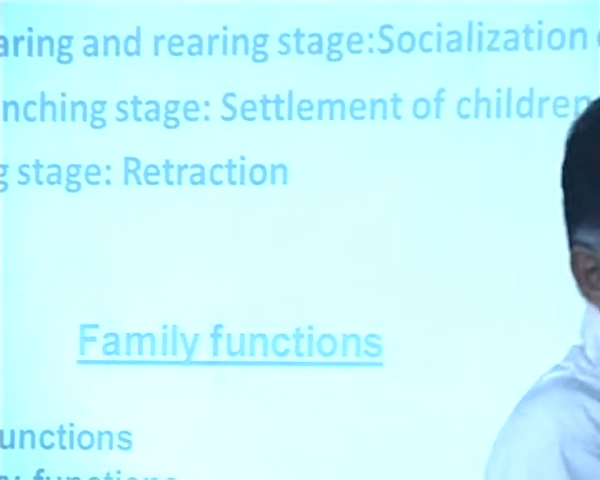 aring and rearing stage:Socialization
nching stage: Settlement of children
g stage: Retraction
Family functions
unctions
functions